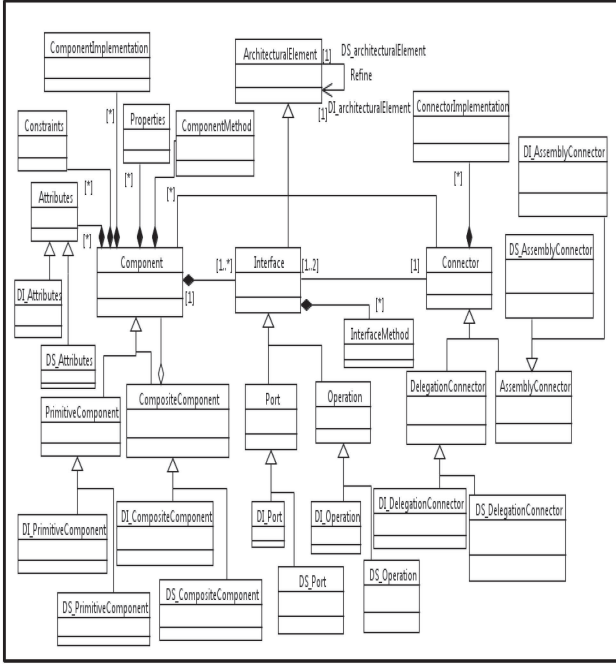 ComponentImplementation
ArchitecturalElement
[1]
DS_architecturalElement
Refine
[1]
DI_architecturalElement
Constraints
[*]
Properties
ComponentMethod
ConnectorImplementation
DI_AssemblyConnector
[*]
[*]
[*]
[*]
Attributes
[*]
DS_AssemblyConnector
Component
[1..*]
Interface
[1..2]
[1]
Connector
[1]
[*]
DI_Attributes
InterfaceMethod
DS_Attributes
PrimitiveComponent
CompositeComponent
Port
Operation
DelegationConnector
AssemblyConnector
DI_PrimitiveComponent
DI_CompositeComponent
DI_Port
DI_Operation
DI_DelegationConnector
DS_DelegationConnector
DS_PrimitiveComponent
DS_CompositeComponent
DS_Port
DS_Operation